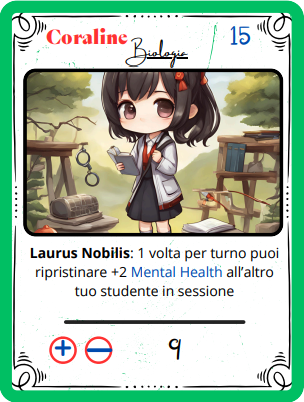 Coraline 15
Biologia
Laurus Nobilis: 1 volta per turno puoi
ripristinare +2 Mental Health all'altro
tuo studente in sessione
+ − 9